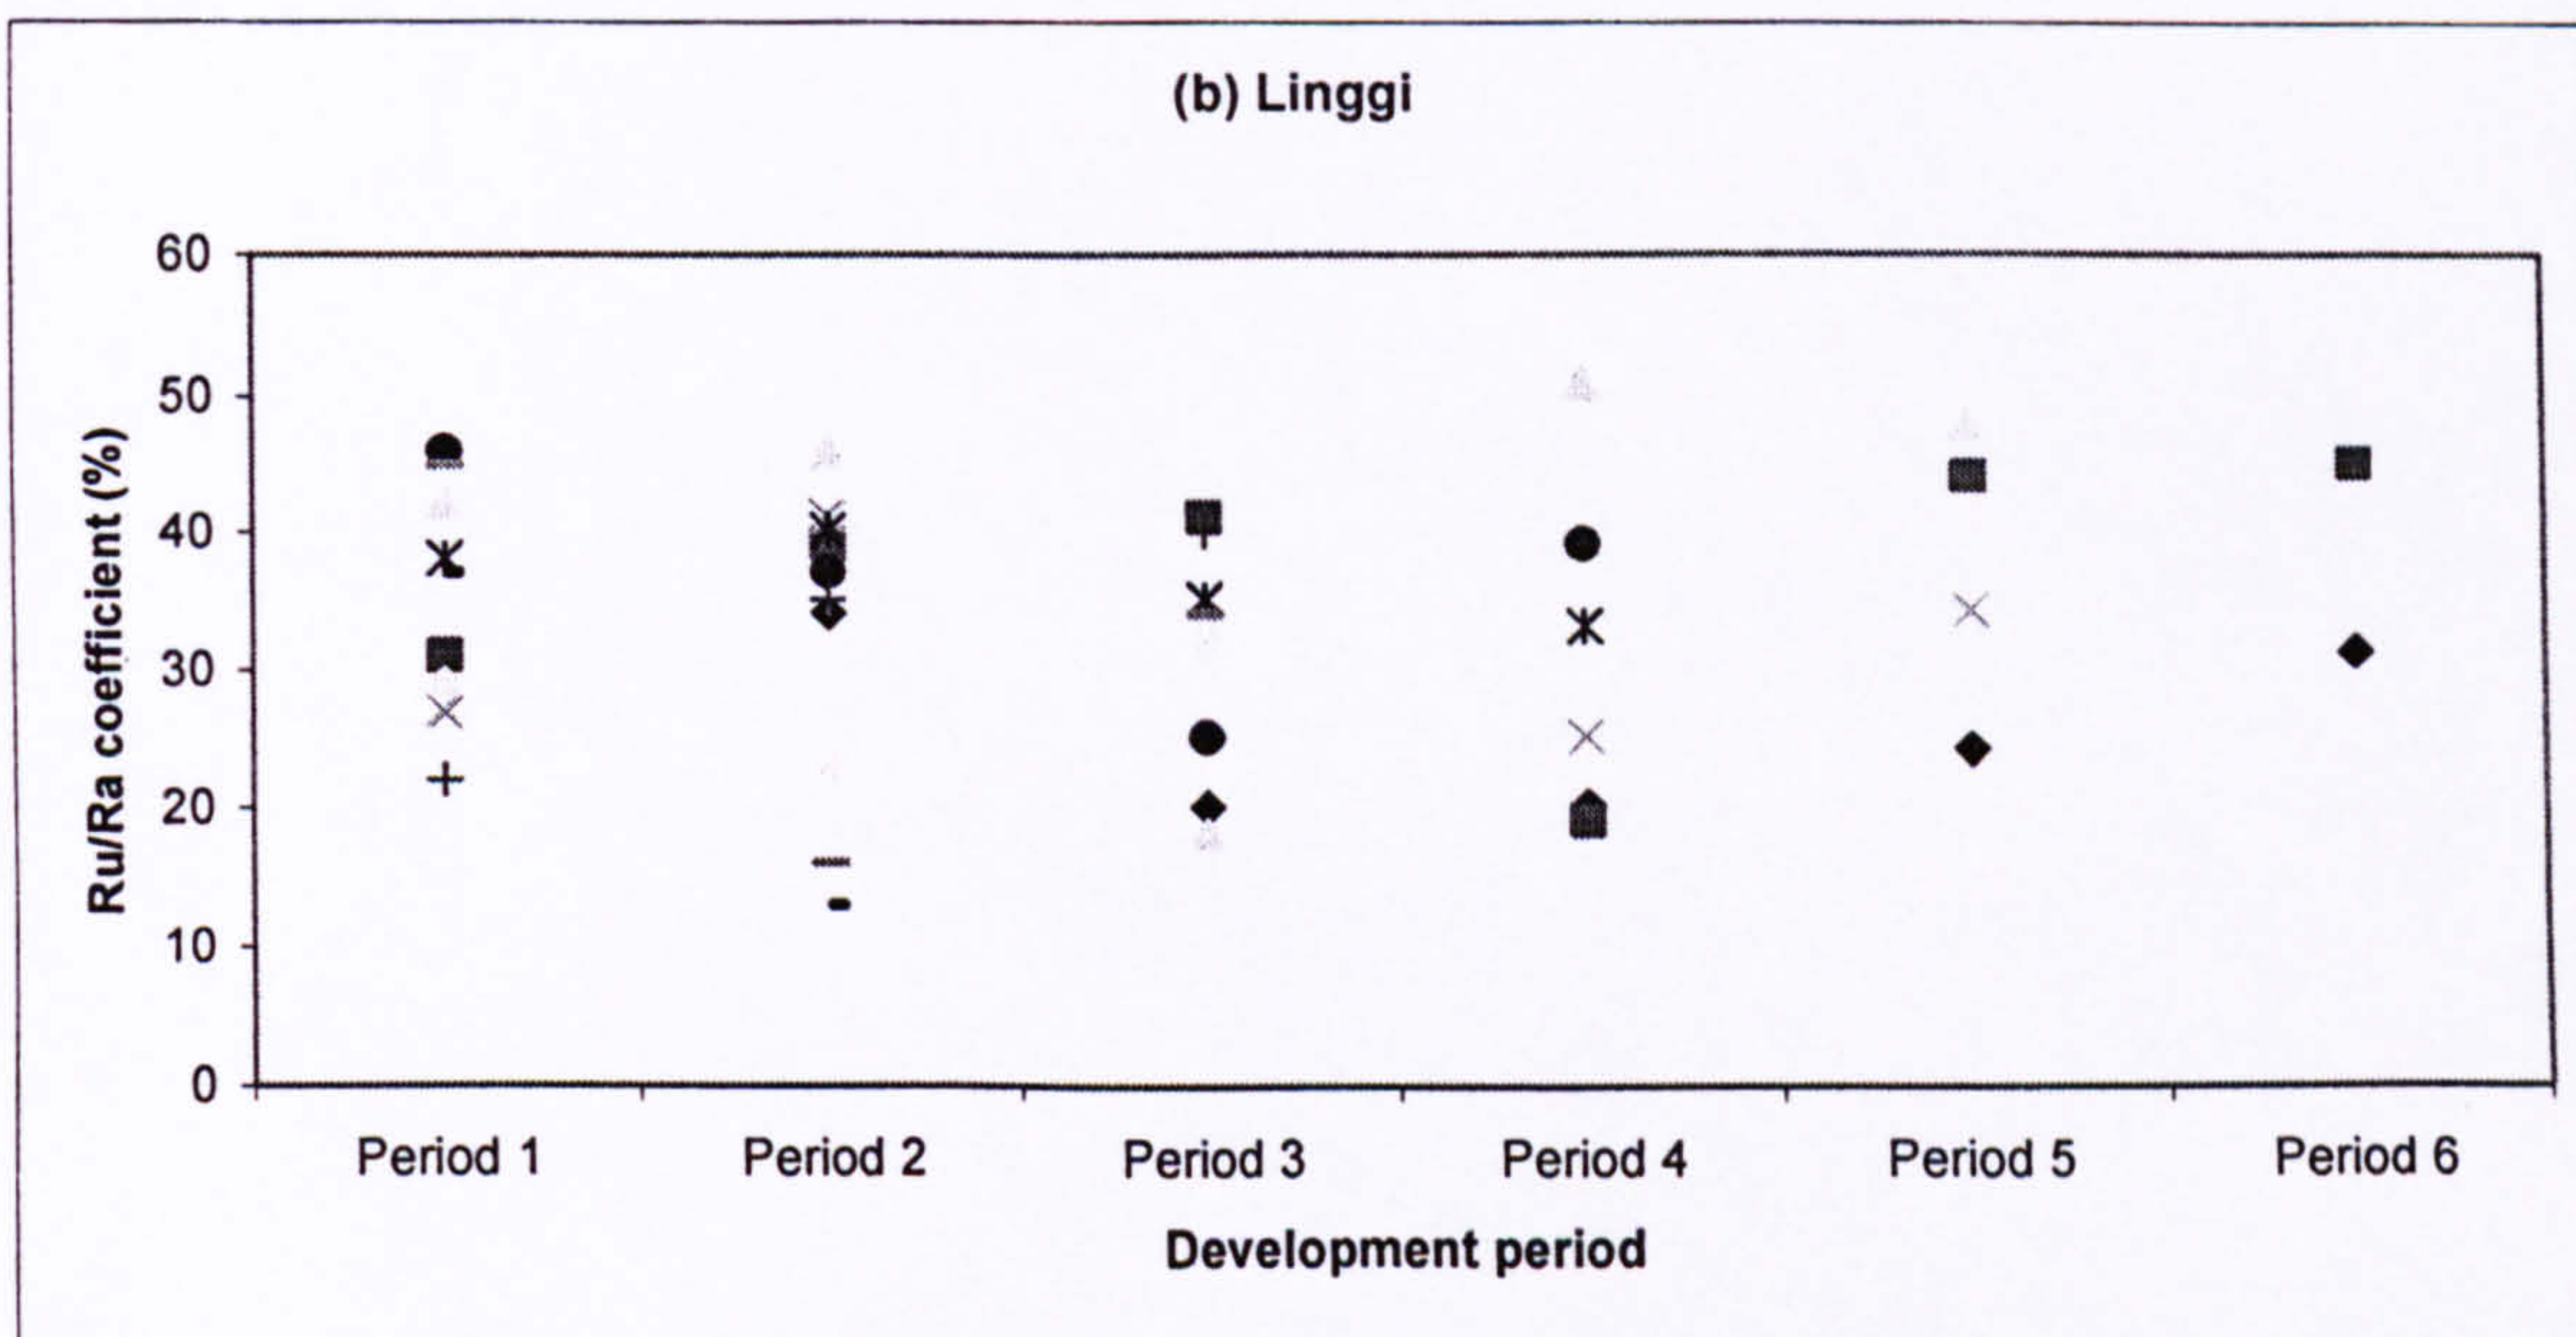 (b) Linggi
60
50
40
30
20
10
0
Ru/Ra coefficient (%)
Period 1 Period 2 Period 3 Period 4 Period 5 Period 6
Development period